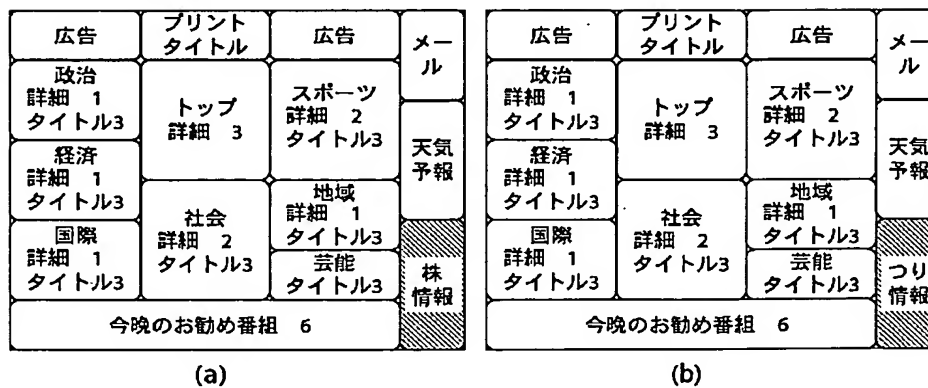 広告
プリント
タイトル
広告
メー
ル
政治
詳細 1
タイトル3
トップ
詳細 3
スポーツ
詳細 2
タイトル3
天気
予報
経済
詳細 1
タイトル3
社会
詳細 2
タイトル3
地域
詳細 1
タイトル3
国際
詳細 1
タイトル3
芸能
タイトル3
株
情報
今晩のお勧め番組 6
(a)
広告
プリント
タイトル
広告
メー
ル
政治
詳細 1
タイトル3
トップ
詳細 3
スポーツ
詳細 2
タイトル3
天気
予報
経済
詳細 1
タイトル3
社会
詳細 2
タイトル3
地域
詳細 1
タイトル3
国際
詳細 1
タイトル3
芸能
タイトル3
つり
情報
今晩のお勧め番組 6
(b)